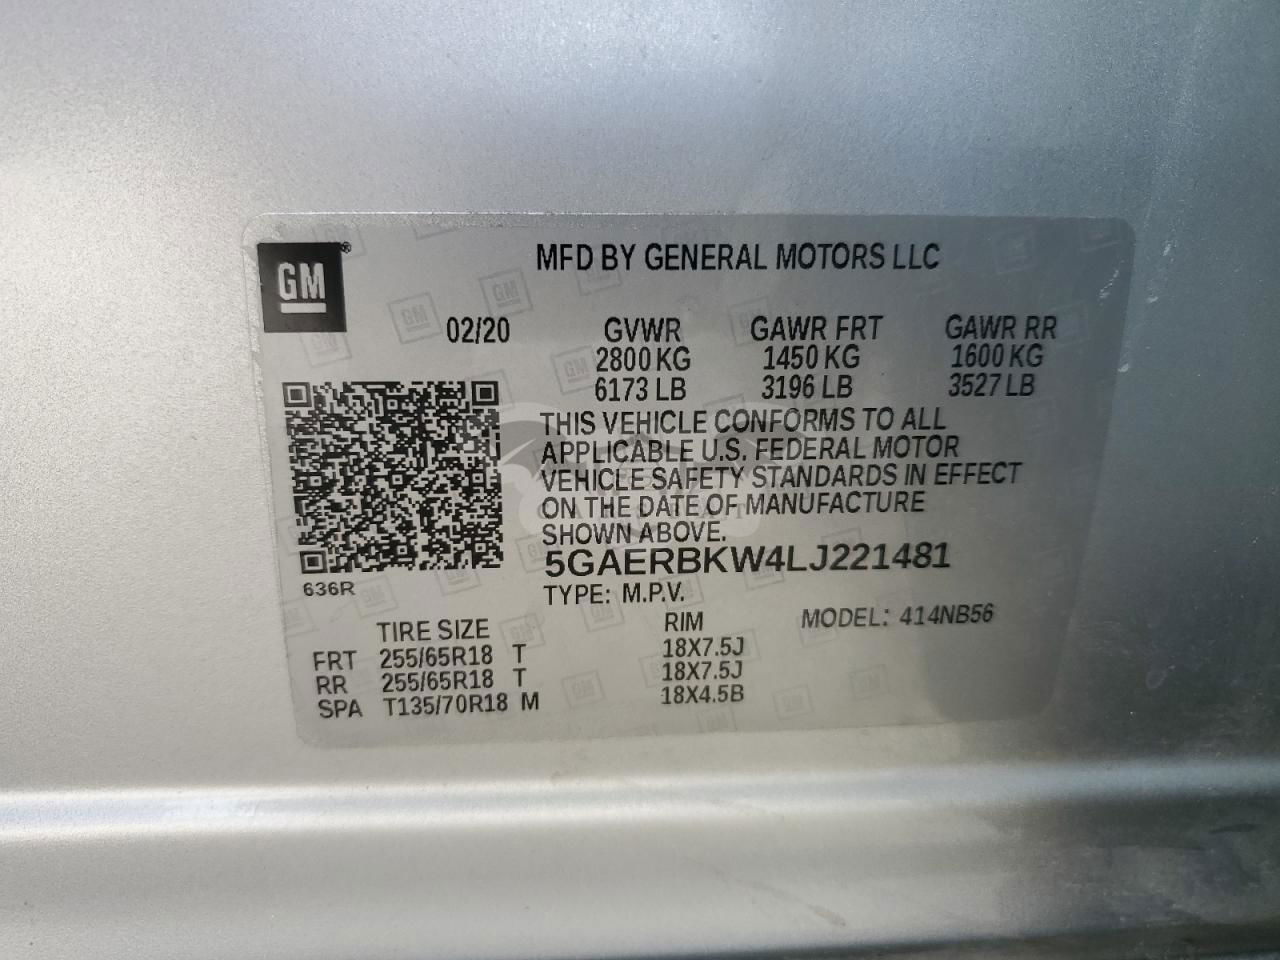 GM®
MFD BY GENERAL MOTORS LLC
02/20 GVWR GAWR FRT GAWR RR
2800 KG 1450 KG 1600 KG
6173 LB 3196 LB 3527 LB
THIS VEHICLE CONFORMS TO ALL
APPLICABLE U.S. FEDERAL MOTOR
VEHICLE SAFETY STANDARDS IN EFFECT
ON THE DATE OF MANUFACTURE
SHOWN ABOVE.
5GAERBKW4LJ221481
636R
TYPE: M.P.V.
MODEL: 414NB56
TIRE SIZE RIM
FRT 255/65R18 T 18X7.5J
RR 255/65R18 T 18X7.5J
SPA T135/70R18 M 18X4.5B